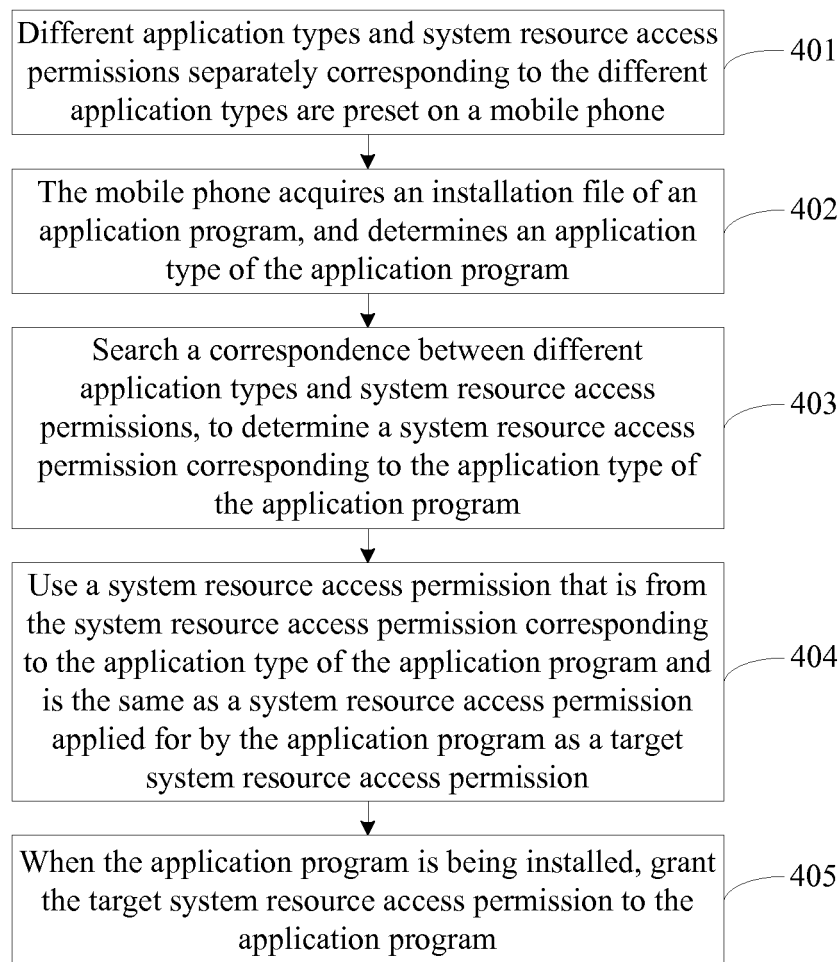 Different application types and system resource access
permissions separately corresponding to the different
application types are preset on a mobile phone
401
The mobile phone acquires an installation file of an
application program, and determines an application
type of the application program
402
Search a correspondence between different
application types and system resource access
permissions, to determine a system resource access
permission corresponding to the application type of
the application program
403
Use a system resource access permission that is from
the system resource access permission corresponding
to the application type of the application program and
is the same as a system resource access permission
applied for by the application program as a target
system resource access permission
404
When the application program is being installed, grant
the target system resource access permission to the
application program
405